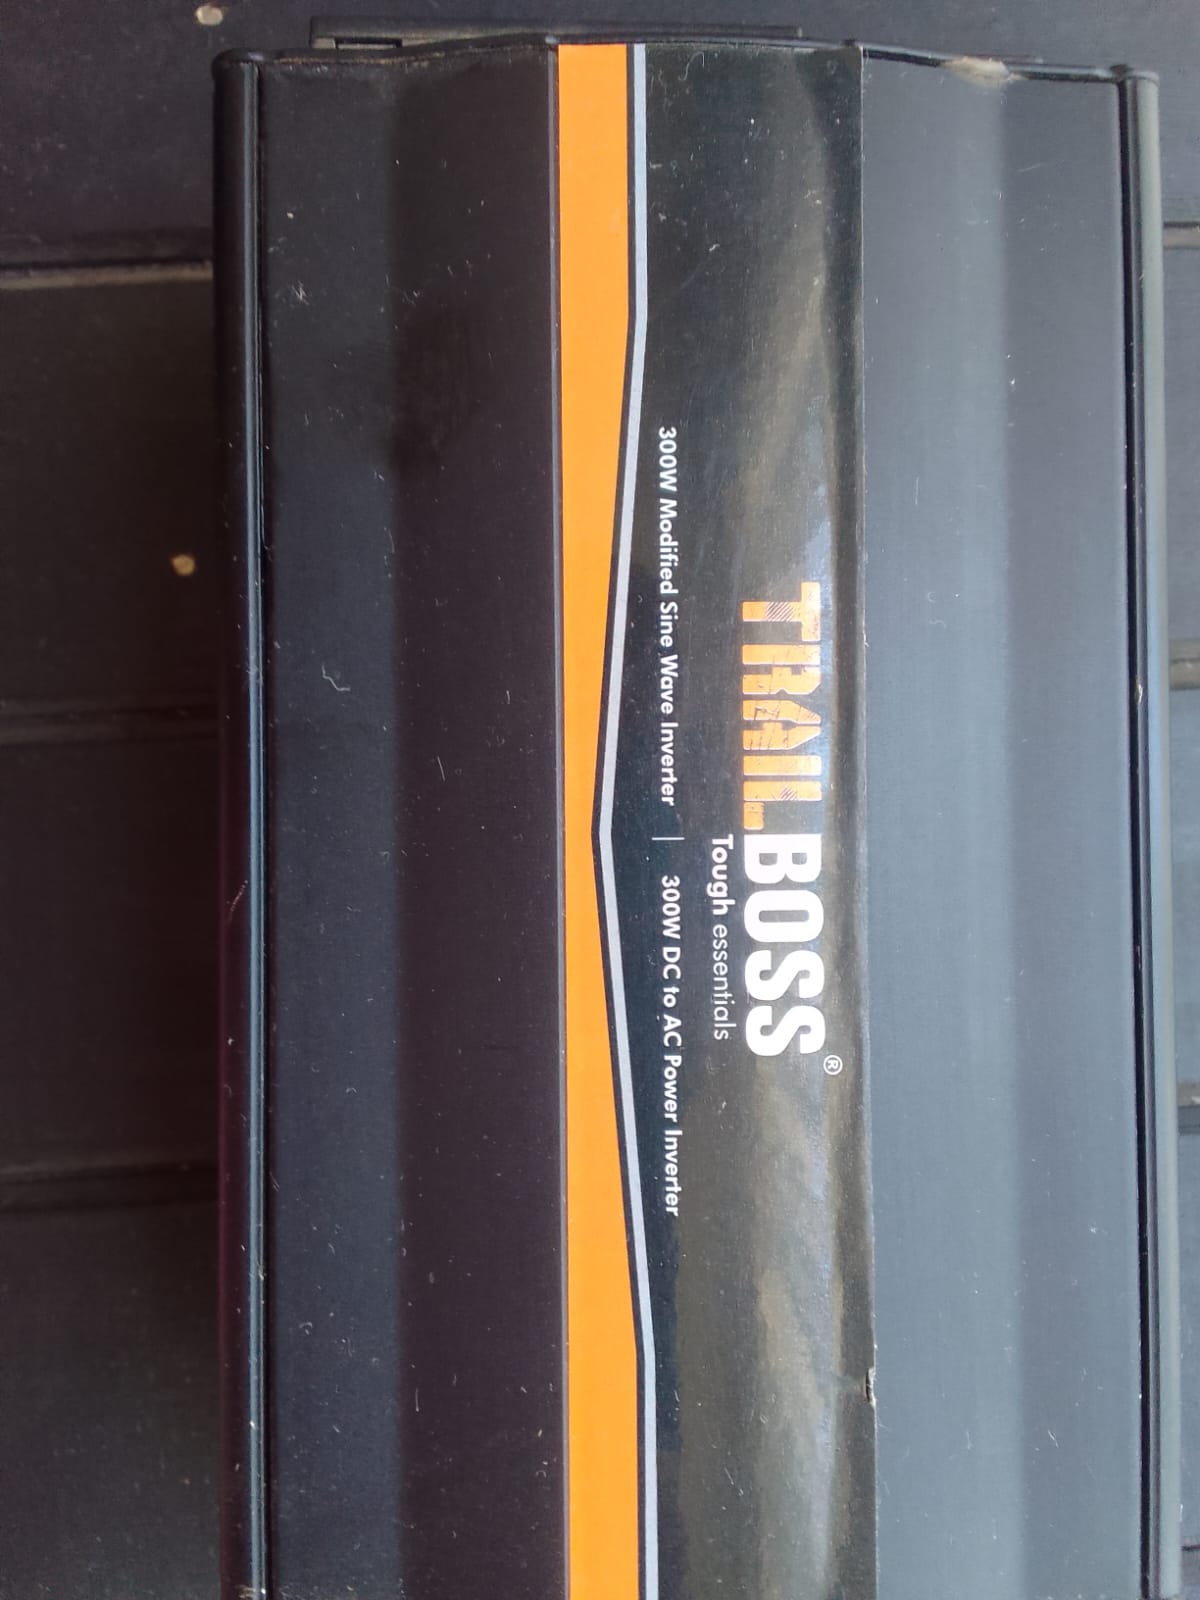 TRAILBOSS®
Tough essentials
300W Modified Sine Wave Inverter | 300W DC to AC Power Inverter